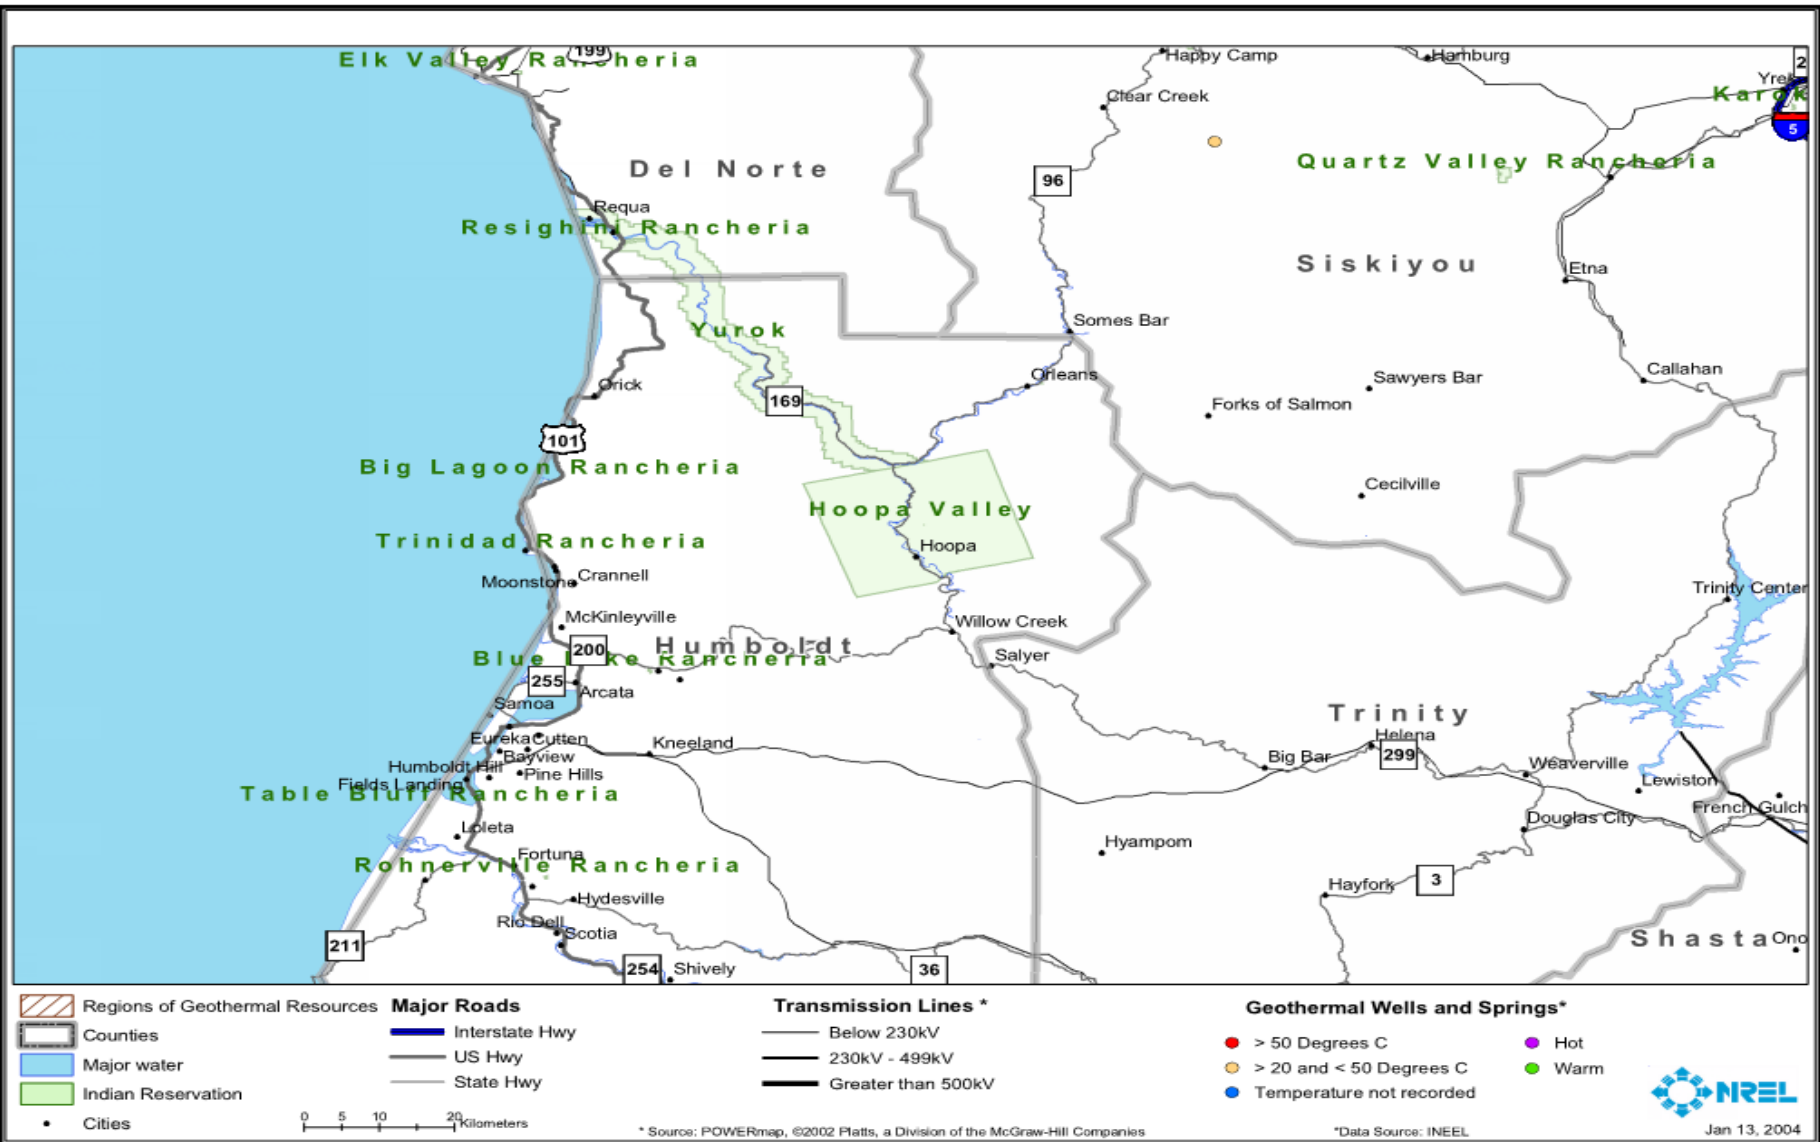 199
Elk Valley Rancheria
Happy Camp
Hamburg
2
Clear Creek
5
Del Norte
Quartz Valley Rancheria
96
Requa
Resighini Rancheria
Siskiyou
Etna
Yurok
Somes Bar
Orick
169
Orleans
Sawyers Bar
Callahan
Forks of Salmon
101
Big Lagoon Rancheria
Cecilville
Hoopa Valley
Trinidad Rancheria
Hoopa
Moonstone
Crannell
Trinity Center
McKinleyville
Willow Creek
Humboldt
200
Blue Lake Rancheria
Salyer
255
Arcata
Samoa
Trinity
Helena
Eureka
Cutten
Kneeland
299
Bayview
Big Bar
Weaverville
Humboldt Hill
Pine Hills
Fields Landing
Lewiston
Table Bluff Rancheria
French Gulch
Loleta
Douglas City
Hyampom
Fortuna
Rohnerville Rancheria
Hayfork
3
Hydesville
Rio Dell
Scotia
Shasta
Ono
211
254
Shively
36
Regions of Geothermal Resources
Counties
Major water
Indian Reservation
Cities
Major Roads
Interstate Hwy
US Hwy
State Hwy
0 5 10 20 Kilometers
Transmission Lines *
Below 230kV
230kV - 499kV
Greater than 500kV
* Source: POWERmap, ©2002 Platts, a Division of the McGraw-Hill Companies
Geothermal Wells and Springs*
> 50 Degrees C
> 20 and < 50 Degrees C
Temperature not recorded
Hot
Warm
*Data Source: INEEL
NREL
Jan 13, 2004